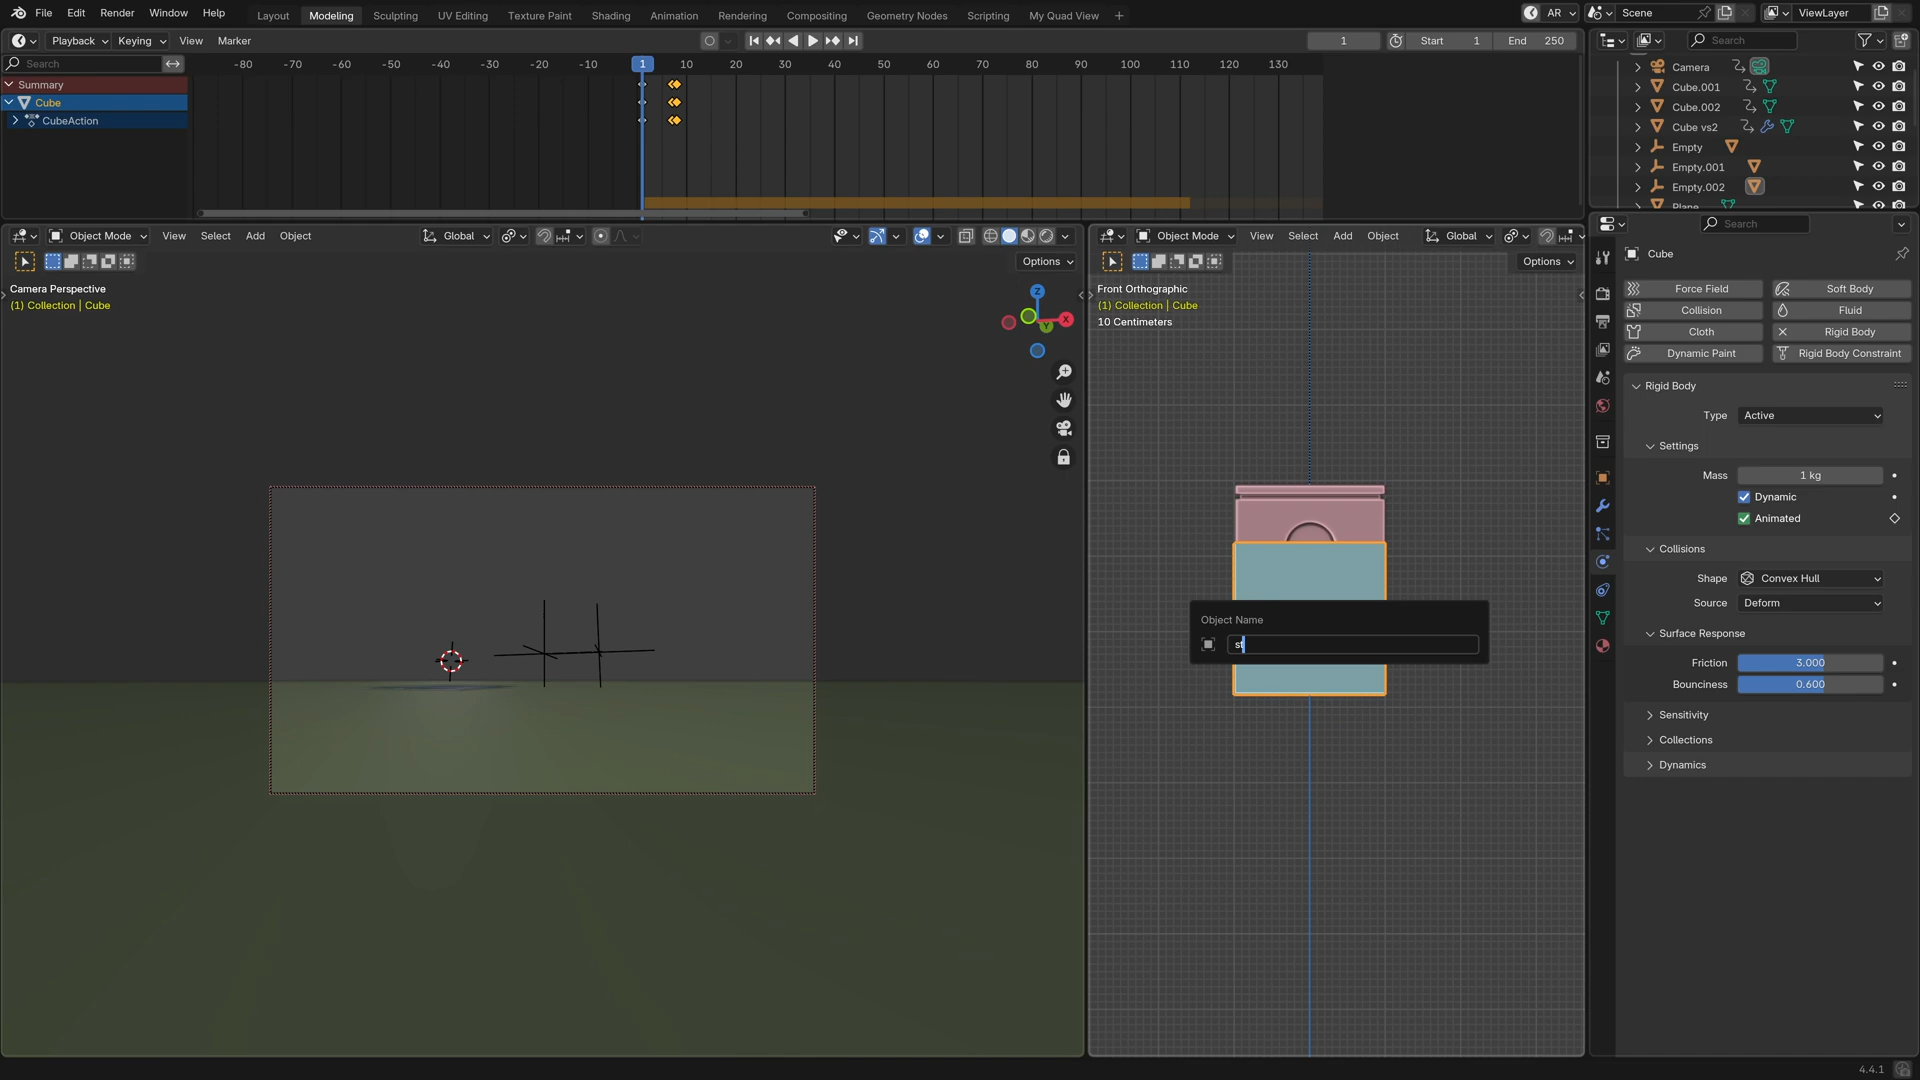 File Edit Render Window Help
Layout Modeling Sculpting UV Editing Texture Paint Shading Animation Rendering Compositing Geometry Nodes Scripting My Quad View +
AR Scene ViewLayer
Playback Keying View Marker
1 Start 1 End 250
Search
-80 -70 -60 -50 -40 -30 -20 -10 1 10 20 30 40 50 60 70 80 90 100 110 120 130
Summary
Cube
CubeAction
Search
Camera
Cube.001
Cube.002
Cube vs2
Empty
Empty.001
Empty.002
Plane
Object Mode View Select Add Object Global
Options
Camera Perspective
(1) Collection | Cube
Z
X
Y
Object Mode View Select Add Object Global
Options
Front Orthographic
(1) Collection | Cube
10 Centimeters
Object Name
st
Search
Cube
Force Field Soft Body
Collision Fluid
Cloth Rigid Body
Dynamic Paint Rigid Body Constraint
Rigid Body
Type Active
Settings
Mass 1 kg
Dynamic
Animated
Collisions
Shape Convex Hull
Source Deform
Surface Response
Friction 3.000
Bounciness 0.600
Sensitivity
Collections
Dynamics
4.4.1